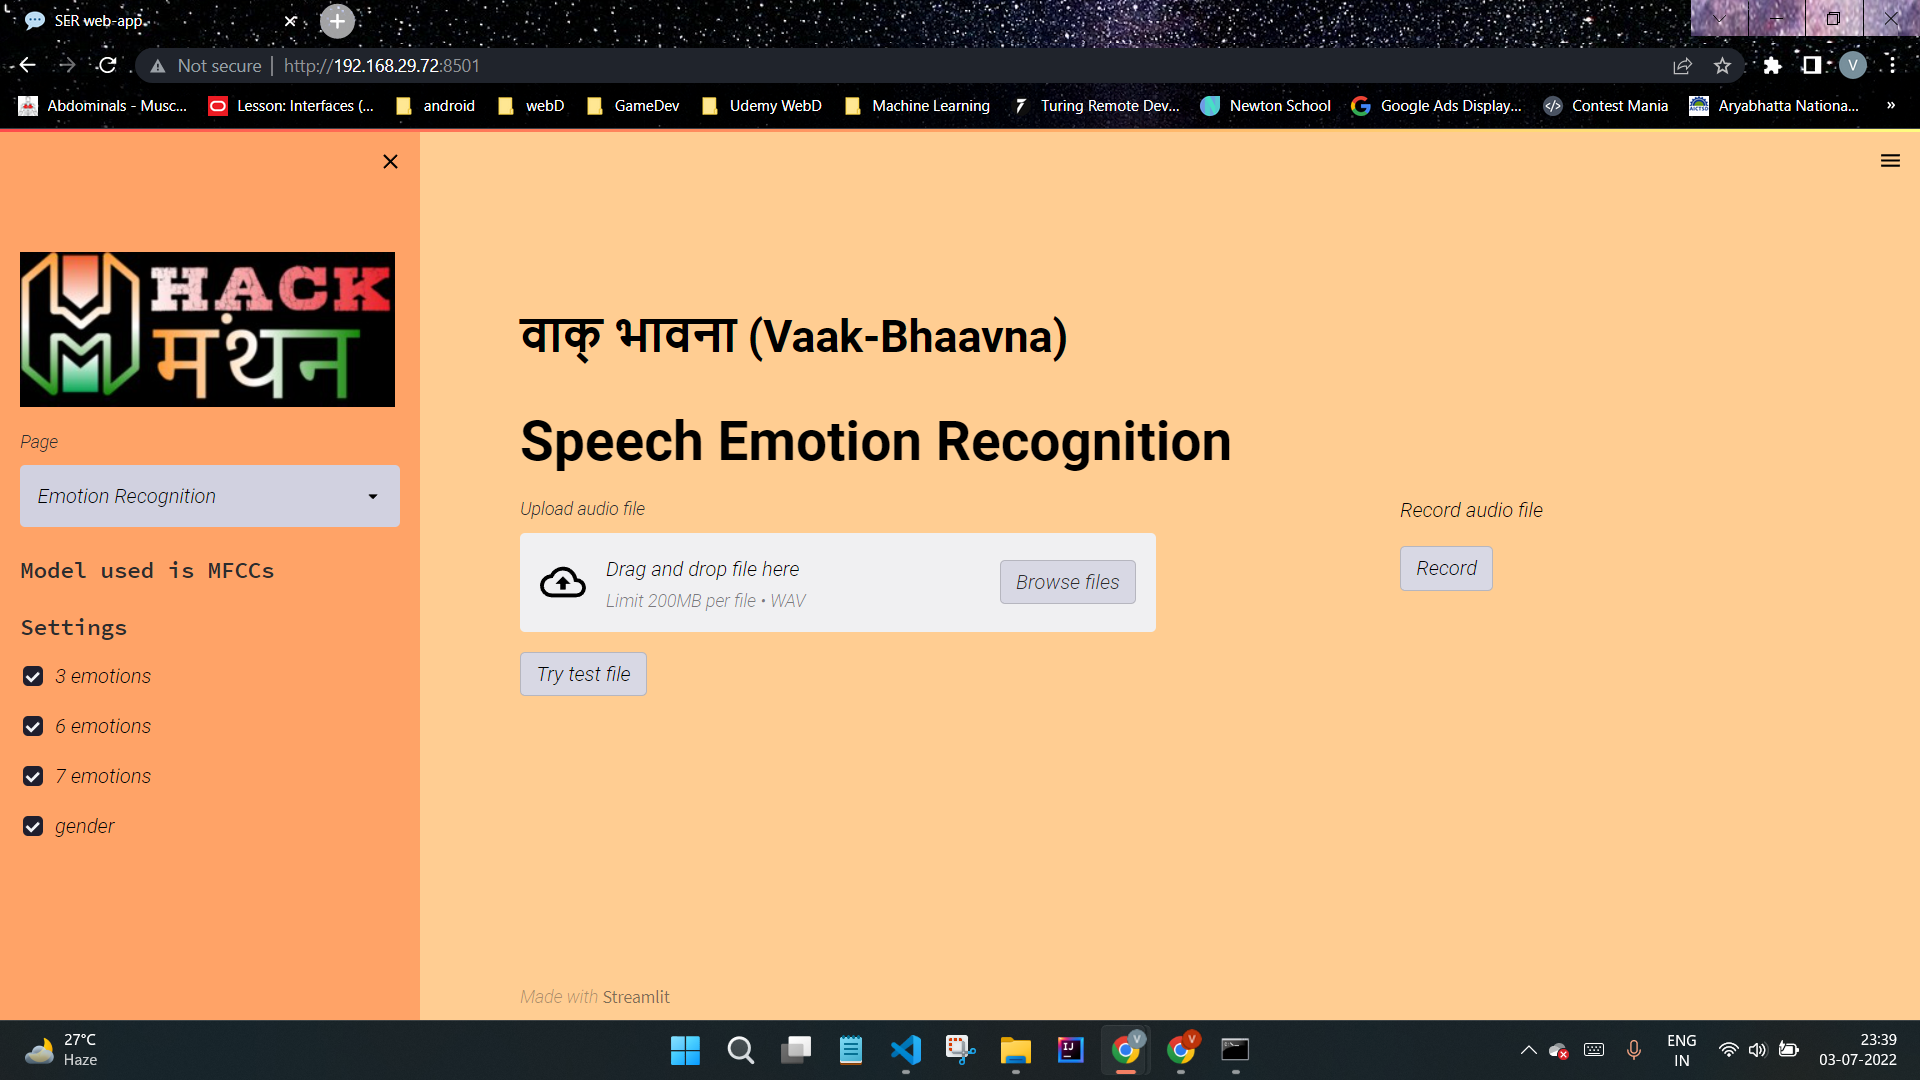 SER web-app
Not secure http://192.168.29.72:8501
Abdominals - Musc... Lesson: Interfaces (... android webD GameDev Udemy WebD Machine Learning Turing Remote Dev... Newton School Google Ads Display... Contest Mania Aryabhatta Nationa... »
HACK
मंथन
Page
Emotion Recognition
Model used is MFCCs
Settings
3 emotions
6 emotions
7 emotions
gender
वाक् भावना (Vaak-Bhaavna)
Speech Emotion Recognition
Upload audio file
Drag and drop file here
Limit 200MB per file • WAV
Browse files
Try test file
Record audio file
Record
Made with Streamlit
27°C
Haze
ENG
IN
23:39
03-07-2022